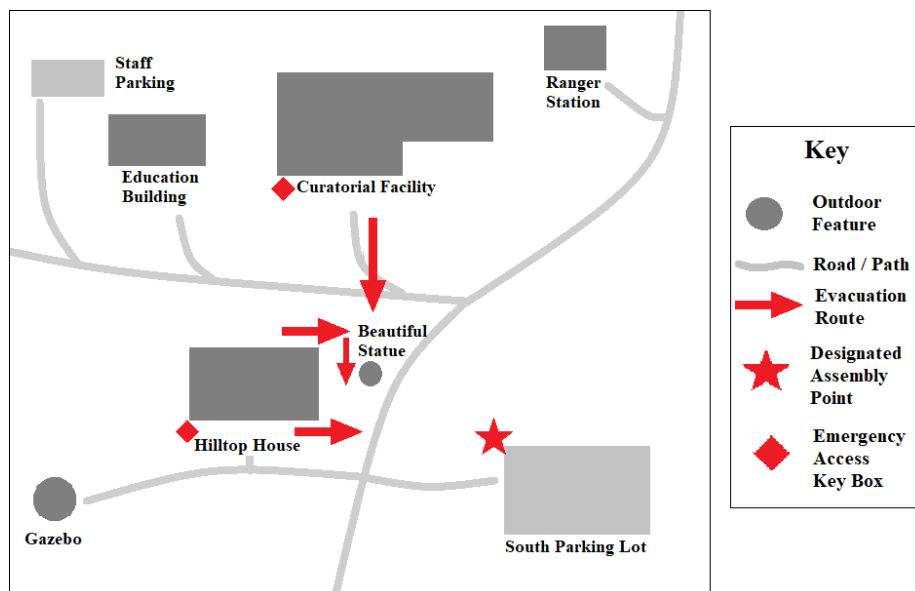 Staff
Parking
Education
Building
Curatorial Facility
Ranger
Station
Beautiful
Statue
Hilltop House
Gazebo
South Parking Lot
Key
Outdoor
Feature
Road / Path
Evacuation
Route
Designated
Assembly
Point
Emergency
Access
Key Box